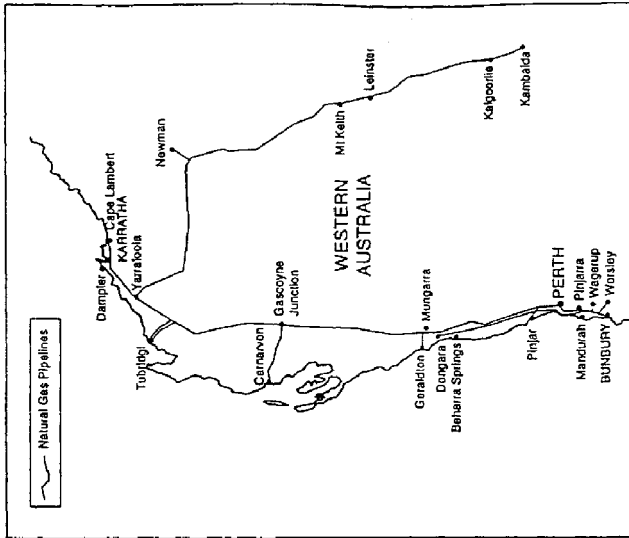 Natural Gas Pipelines
Dampier
Cape Lambert
KARRATHA
Yarraloola
Tubridgi
Newman
Carnarvon
Gascoyne
Junction
WESTERN
AUSTRALIA
Mt Keith
Leinster
Kalgoorlie
Kambalda
Geraldton
Mungarra
Dongara
Beharra Springs
Pinjar
PERTH
Mandurah
Pinjarra
Wagerup
BUNBURY
Worsley